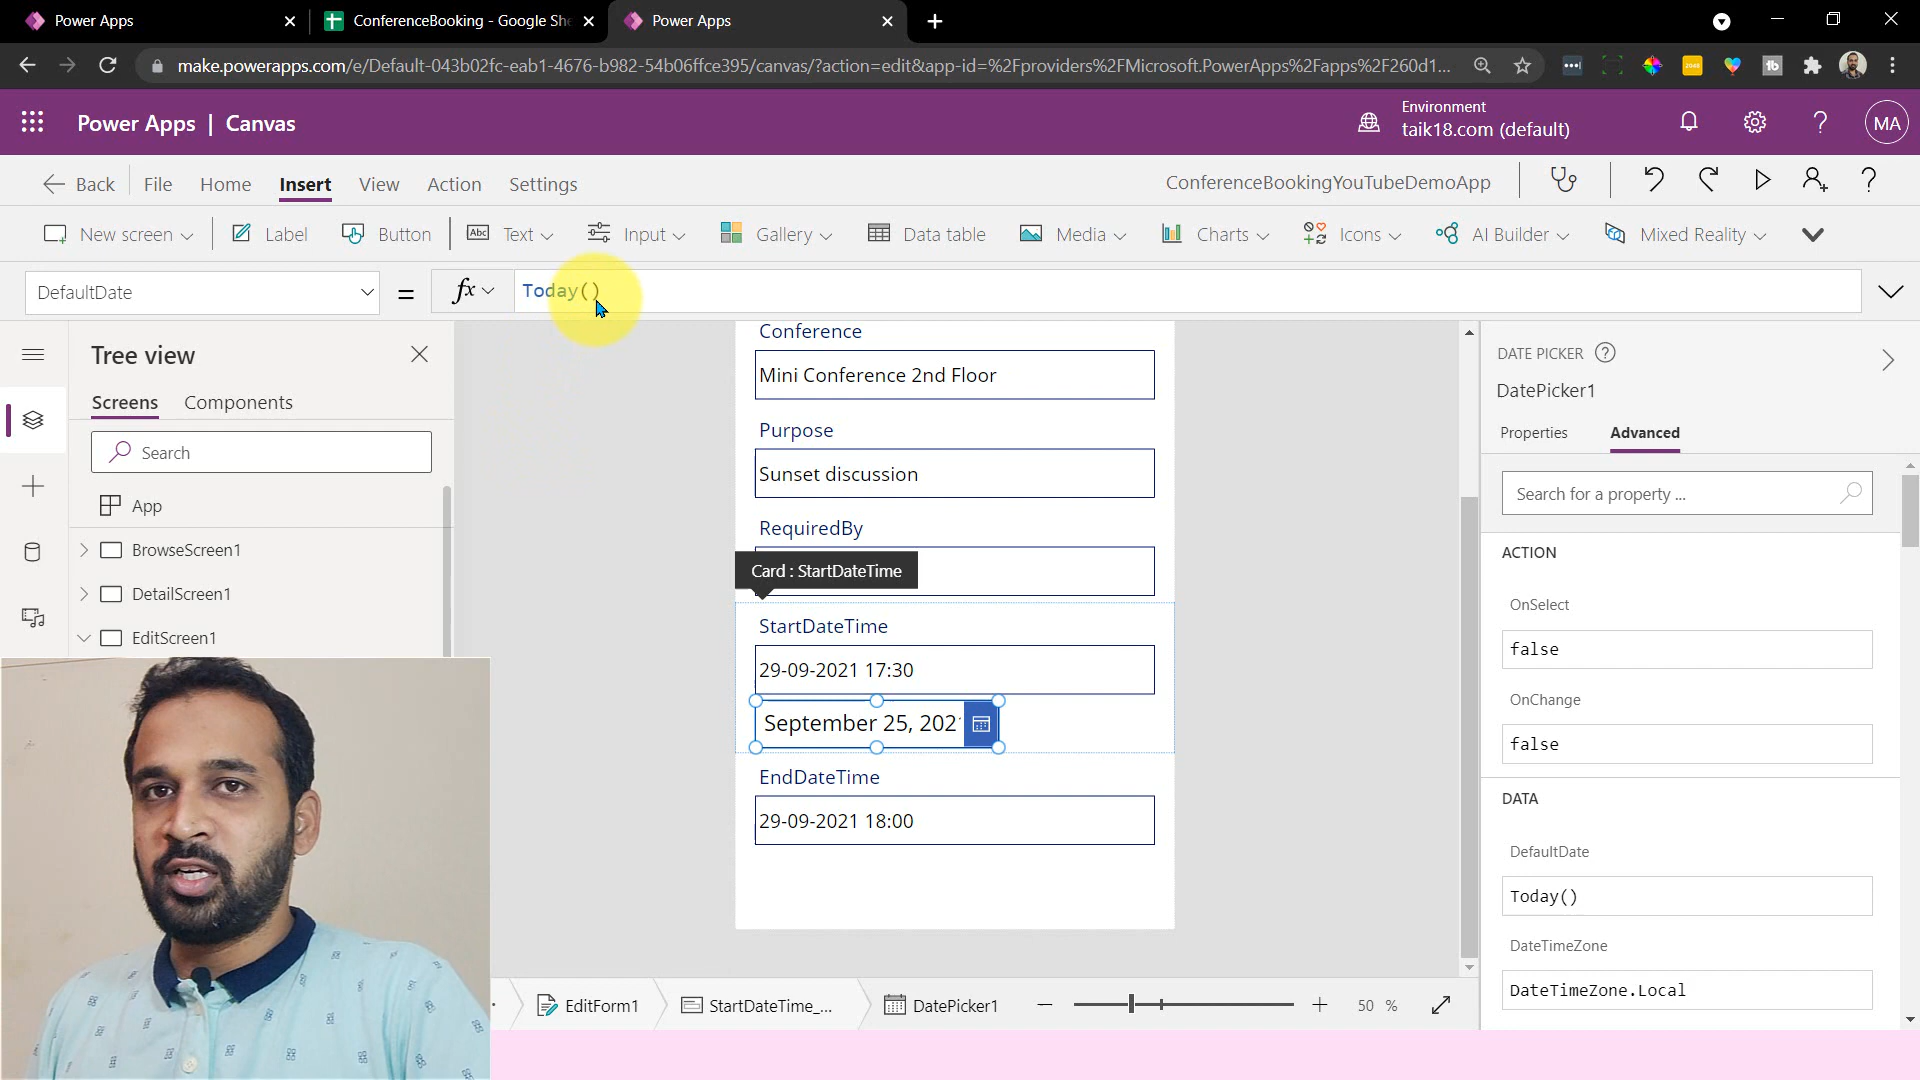 Power Apps
ConferenceBooking - Google She
Power Apps
make.powerapps.com/e/Default-043b02fc-eab1-4676-b982-54b06ffce395/canvas/?action=edit&app-id=%2Fproviders%2FMicrosoft.PowerApps%2Fapps%2F260d1...
Power Apps | Canvas
Environment
taik18.com (default)
MA
Back
File
Home
Insert
View
Action
Settings
ConferenceBookingYouTubeDemoApp
New screen
Label
Button
Text
Input
Gallery
Data table
Media
Charts
Icons
AI Builder
Mixed Reality
DefaultDate
=
fx
Today()
Tree view
Screens
Components
Search
App
BrowseScreen1
DetailScreen1
EditScreen1
Conference
Mini Conference 2nd Floor
Purpose
Sunset discussion
RequiredBy
Card : StartDateTime
StartDateTime
29-09-2021 17:30
September 25, 202
EndDateTime
29-09-2021 18:00
EditForm1
StartDateTime_...
DatePicker1
50 %
DATE PICKER
DatePicker1
Properties
Advanced
Search for a property ...
ACTION
OnSelect
false
OnChange
false
DATA
DefaultDate
Today()
DateTimeZone
DateTimeZone.Local